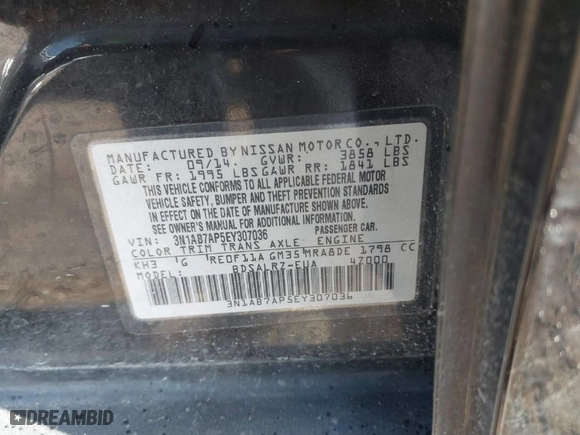 MANUFACTURED BY NISSAN MOTOR CO., LTD.
DATE: 09/14 GVWR: 3858 LBS
GAWR FR: 1995 LBS GAWR RR: 1841 LBS
THIS VEHICLE CONFORMS TO ALL APPLICABLE FEDERAL MOTOR
VEHICLE SAFETY, BUMPER AND THEFT PREVENTION STANDARDS
IN EFFECT ON THE DATE OF MANUFACTURE SHOWN ABOVE.
SEE OWNER'S MANUAL FOR ADDITIONAL INFORMATION
VIN: 3N1AB7AP5EY307036 PASSENGER CAR.
COLOR TRIM TRANS AXLE ENGINE
KH3 G RE0F11A GM35 MRA8DE 1798 CC
MODEL: BDSALRZ-EUA 47000
3N1AB7AP5EY307036
DREAMBID